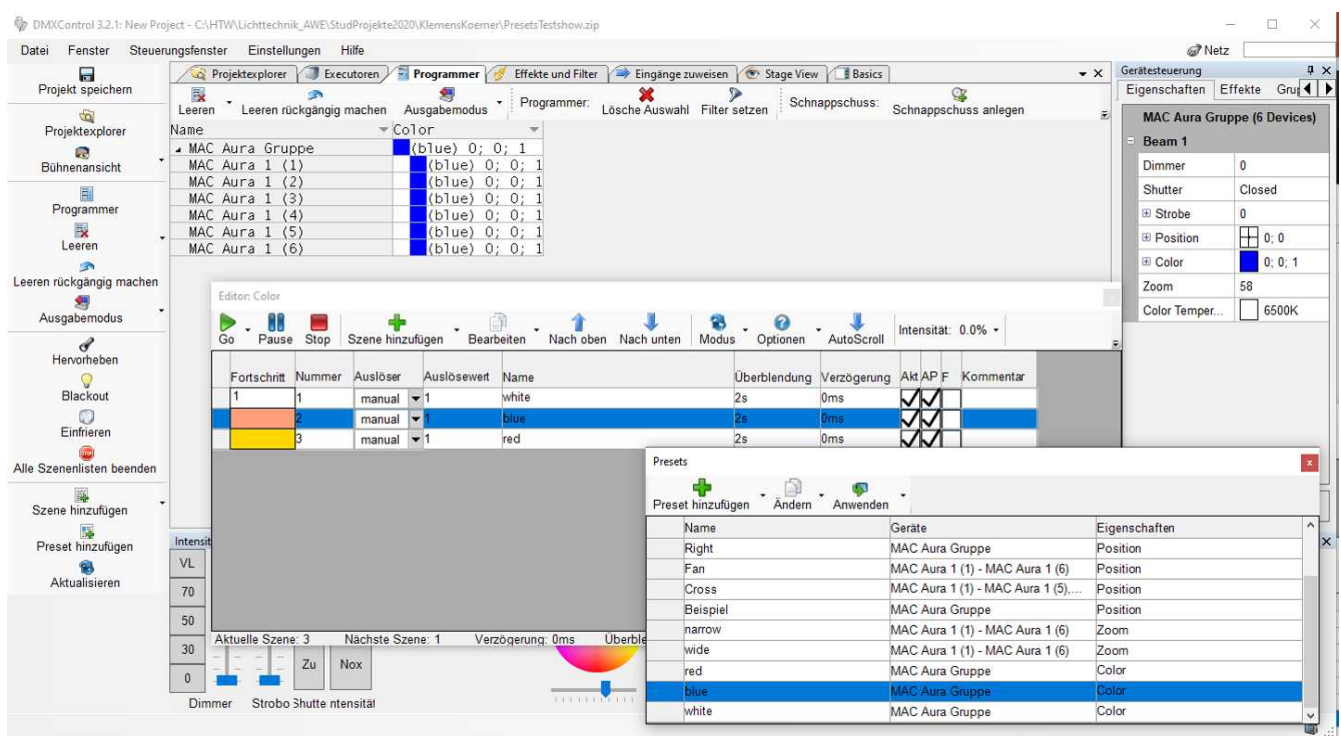 DMXControl 3.2.1: New Project - C:\HTW\Lichttechnik_AWE\StudProjekte2020\KlemensKoerner\PresetsTestshow.zip
Datei Fenster Steuerungsfenster Einstellungen Hilfe Netz
Projekt speichern
Projektexplorer
Bühnenansicht
Programmer
Leeren
Leeren rückgängig machen
Ausgabemodus
Hervorheben
Blackout
Einfrieren
Alle Szenenlisten beenden
Szene hinzufügen
Preset hinzufügen
Aktualisieren
Projektexplorer Executoren Programmer Effekte und Filter Eingänge zuweisen Stage View Basics
Leeren Leeren rückgängig machen Ausgabemodus Programmer: Lösche Auswahl Filter setzen Schnappschuss: Schnappschuss anlegen
Name Color
MAC Aura Gruppe (blue) 0; 0; 1
MAC Aura 1 (1) (blue) 0; 0; 1
MAC Aura 1 (2) (blue) 0; 0; 1
MAC Aura 1 (3) (blue) 0; 0; 1
MAC Aura 1 (4) (blue) 0; 0; 1
MAC Aura 1 (5) (blue) 0; 0; 1
MAC Aura 1 (6) (blue) 0; 0; 1
Gerätesteuerung
Eigenschaften Effekte Gru
MAC Aura Gruppe (6 Devices)
Beam 1
Dimmer 0
Shutter Closed
Strobe 0
Position 0; 0
Color 0; 0; 1
Zoom 58
Color Temper... 6500K
Editor: Color
Go Pause Stop Szene hinzufügen Bearbeiten Nach oben Nach unten Modus Optionen AutoScroll Intensität: 0.0%
Fortschritt Nummer Auslöser Auslösewert Name Überblendung Verzögerung Akt AP F Kommentar
1 1 manual 1 white 2s 0ms
2 manual 1 blue 2s 0ms
3 manual 1 red 2s 0ms
Aktuelle Szene: 3 Nächste Szene: 1 Verzögerung: 0ms Überble
Presets
Preset hinzufügen Ändern Anwenden
Name Geräte Eigenschaften
Right MAC Aura Gruppe Position
Fan MAC Aura 1 (1) - MAC Aura 1 (6) Position
Cross MAC Aura 1 (1) - MAC Aura 1 (5),... Position
Beispiel MAC Aura Gruppe Position
narrow MAC Aura 1 (1) - MAC Aura 1 (6) Zoom
wide MAC Aura 1 (1) - MAC Aura 1 (6) Zoom
red MAC Aura Gruppe Color
blue MAC Aura Gruppe Color
white MAC Aura Gruppe Color
Intensit
VL
70
50
30
0
Zu Nox
Dimmer Strobo Shutte ntensität